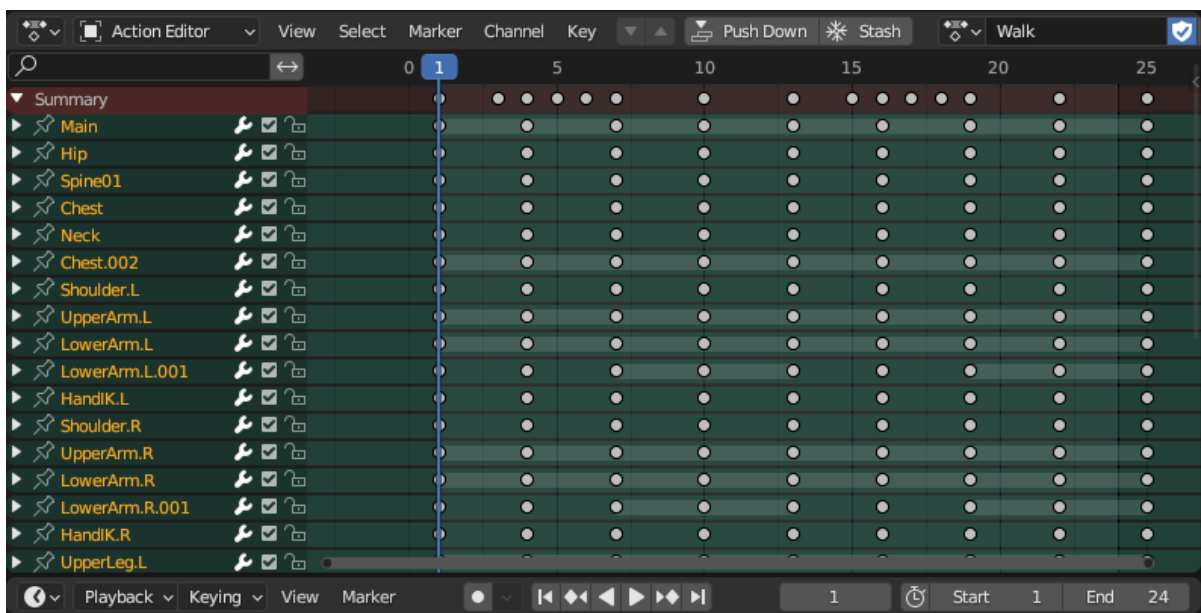 Action Editor View Select Marker Channel Key Push Down Stash Walk
0 1 5 10 15 20 25
Summary
Main
Hip
Spine01
Chest
Neck
Chest.002
Shoulder.L
UpperArm.L
LowerArm.L
LowerArm.L.001
HandIK.L
Shoulder.R
UpperArm.R
LowerArm.R
LowerArm.R.001
HandIK.R
UpperLeg.L
Playback Keying View Marker 1 Start 1 End 24